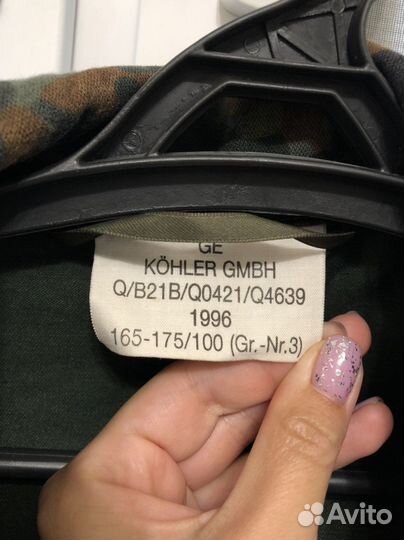 GE
KÖHLER GMBH
Q/B21B/Q0421/Q4639
1996
165-175/100 (Gr.-Nr.3)
Avito